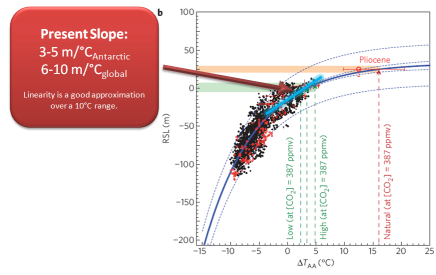 Present Slope:
3-5 m/°C Antarctic
6-10 m/°C global
Linearity is a good approximation
over a 10°C range.
b
RSL (m)
50
0
−50
−100
−150
−200
Pliocene
Low (at [CO2] = 387 ppmv)
High (at [CO2] = 387 ppmv)
Natural (at [CO2] = 387 ppmv)
−15
−10
−5
0
5
10
15
20
25
ΔTAA (°C)